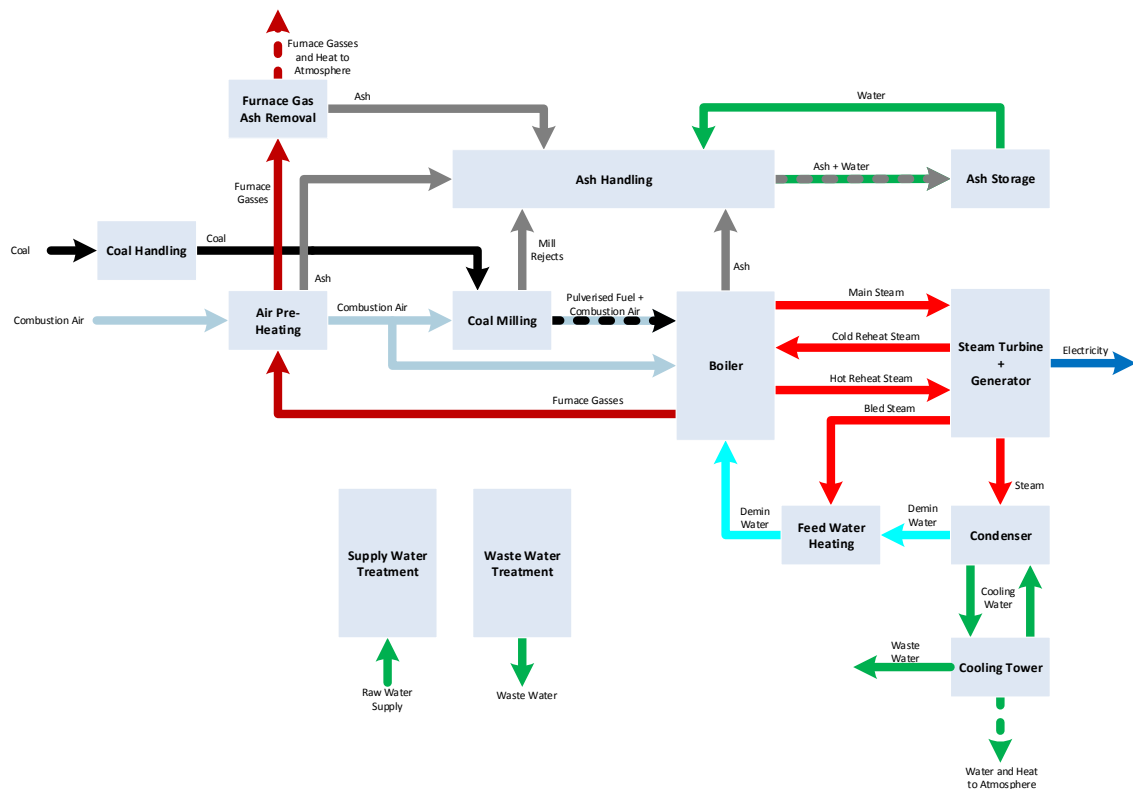 Furnace Gasses
and Heat to
Atmosphere
Furnace Gas
Ash Removal
Ash
Water
Ash Handling
Ash + Water
Ash Storage
Furnace
Gasses
Coal
Coal Handling
Coal
Mill
Rejects
Ash
Ash
Combustion Air
Air Pre-
Heating
Combustion Air
Coal Milling
Pulverised Fuel +
Combustion Air
Boiler
Main Steam
Cold Reheat Steam
Hot Reheat Steam
Bled Steam
Steam Turbine
+
Generator
Electricity
Furnace Gasses
Steam
Demin
Water
Feed Water
Heating
Demin
Water
Condenser
Supply Water
Treatment
Waste Water
Treatment
Cooling
Water
Waste
Water
Cooling Tower
Raw Water
Supply
Waste Water
Water and Heat
to Atmosphere